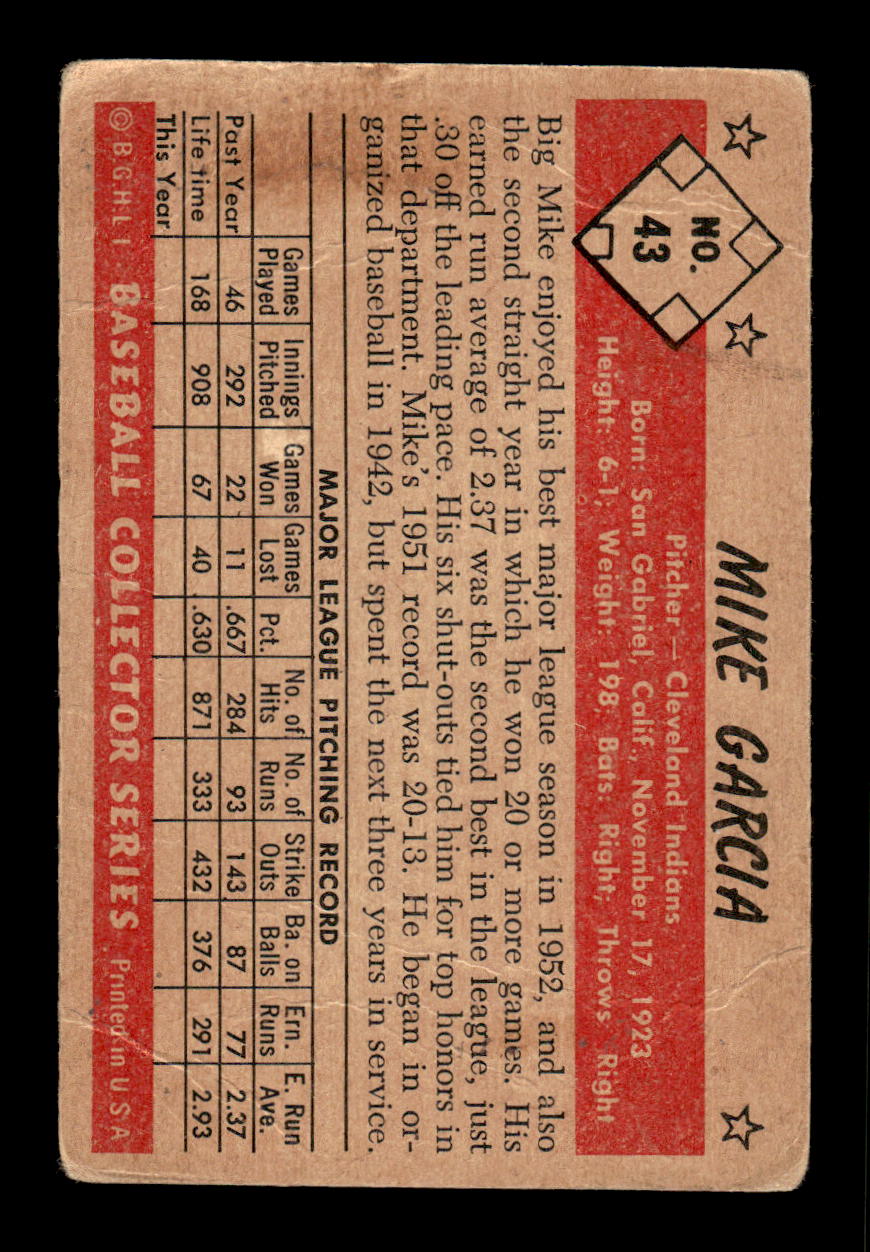 MIKE GARCIA
NO.
43
Pitcher — Cleveland Indians
Born: San Gabriel, Calif., November 17, 1923
Height: 6-1, Weight: 198, Bats: Right; Throws Right
Big Mike enjoyed his best major league season in 1952, and also
the second straight year in which he won 20 or more games. His
earned run average of 2.37 was the second best in the league, just
.30 off the leading pace. His six shut-outs tied him for top honors in
that department. Mike's 1951 record was 20-13. He began in or-
ganized baseball in 1942, but spent the next three years in service.
MAJOR LEAGUE PITCHING RECORD
Games Innings Games Games No. of No. of Strike Ba. on Ern. E. Run
Played Pitched Won Lost Pct. Hits Runs Outs Balls Runs Ave.
Past Year 46 292 22 11 .667 284 93 143 87 77 2.37
Life time 168 908 67 40 .630 871 333 432 376 291 2.93
This Year
© B G H L I BASEBALL COLLECTOR SERIES Printed in U S A